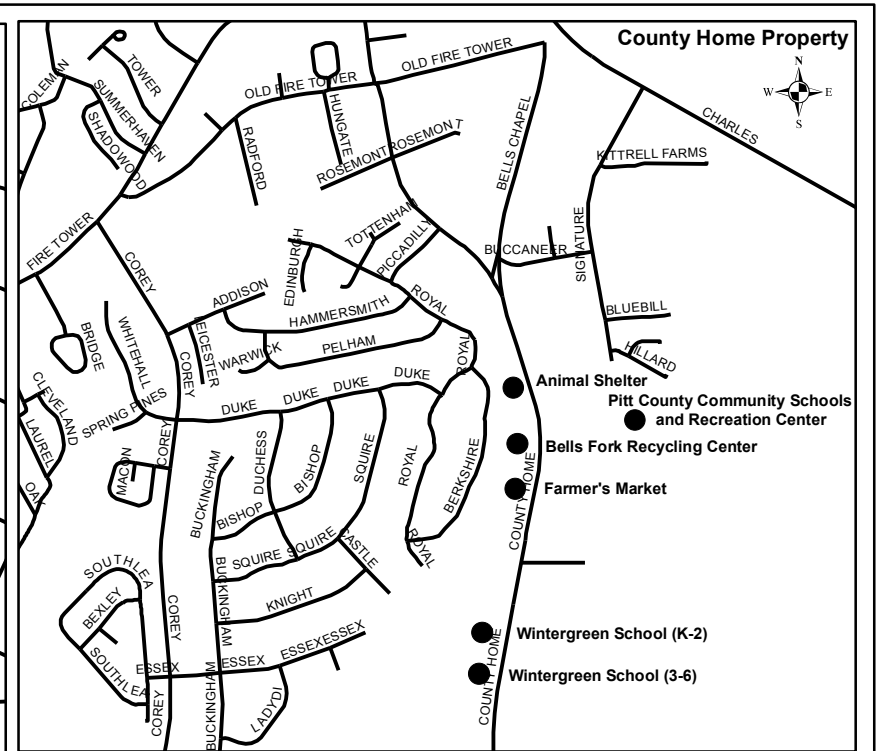 County Home Property
N
W E
S
COLEMAN
TOWER
SUMMERHAVEN
SHADOWOOD
OLD FIRE TOWER
OLD FIRE TOWER
HUNGATE
RADFORD
ROSEMONT
ROSEMONT
BELLS CHAPEL
CHARLES
KITTRELL FARMS
FIRE TOWER
COREY
EDINBURGH
TOTTENHAM
PICCADILLY
BUCCANEER
SIGNATURE
ADDISON
HAMMERSMITH
ROYAL
BLUEBILL
BRIDGE
WHITEHALL
COREY
LEICESTER
WARWICK
PELHAM
ROYAL
HILLARD
CLEVELAND
SPRING PINES
DUKE
DUKE
DUKE
DUKE
Animal Shelter
Pitt County Community Schools
and Recreation Center
LAUREL
OAK
MACON
COREY
BUCKINGHAM
DUCHESS
BISHOP
SQUIRE
ROYAL
BERKSHIRE
Bells Fork Recycling Center
Farmer's Market
COUNTY HOME
BISHOP
SQUIRE
SQUIRE
CASTLE
ROYAL
SOUTHLEA
BEXLEY
COREY
BUCKINGHAM
KNIGHT
SOUTHLEA
ESSEX
ESSEX
ESSEX
ESSEX
Wintergreen School (K-2)
COUNTY HOME
Wintergreen School (3-6)
COREY
BUCKINGHAM
LADYDI